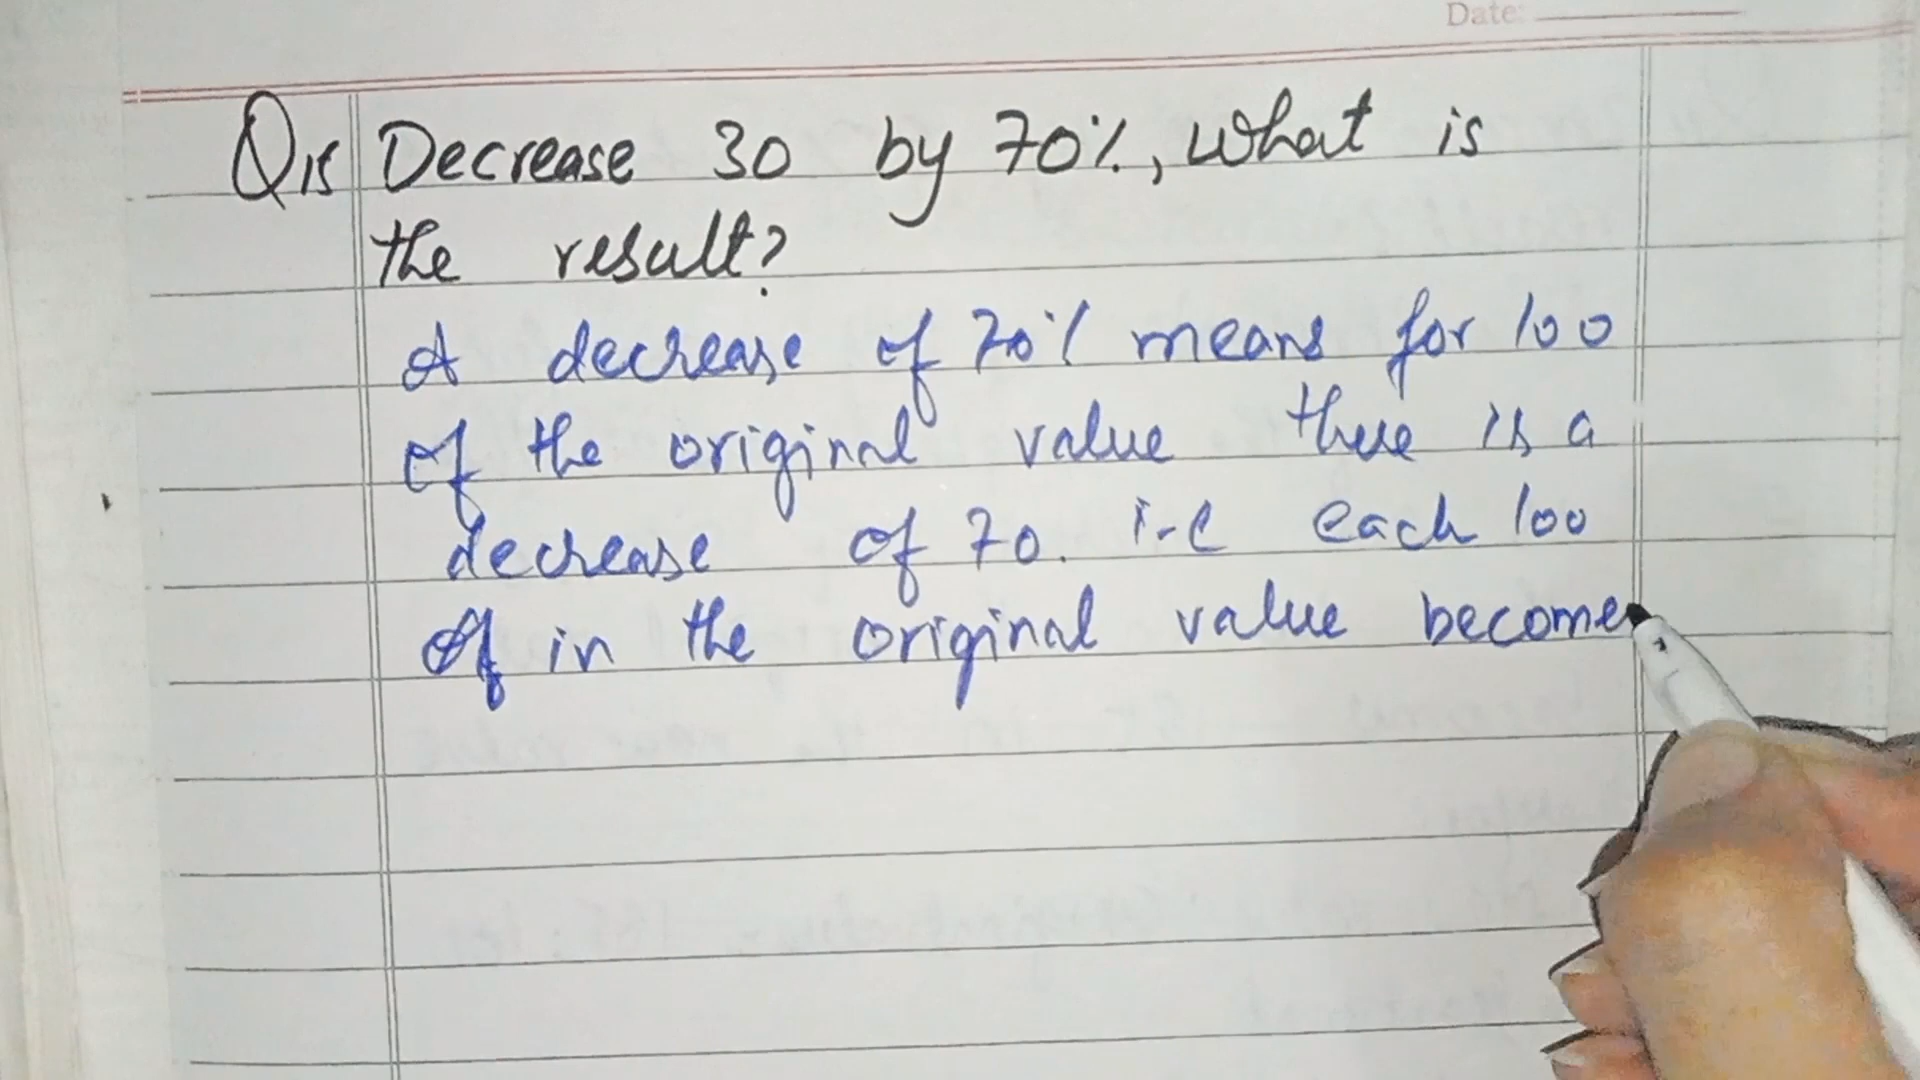 Date:
Q15 Decrease 30 by 70%, what is
the result?
A decrease of 70% means for 100
of the original value there is a
decrease of 70. i.e each 100
in the original value become